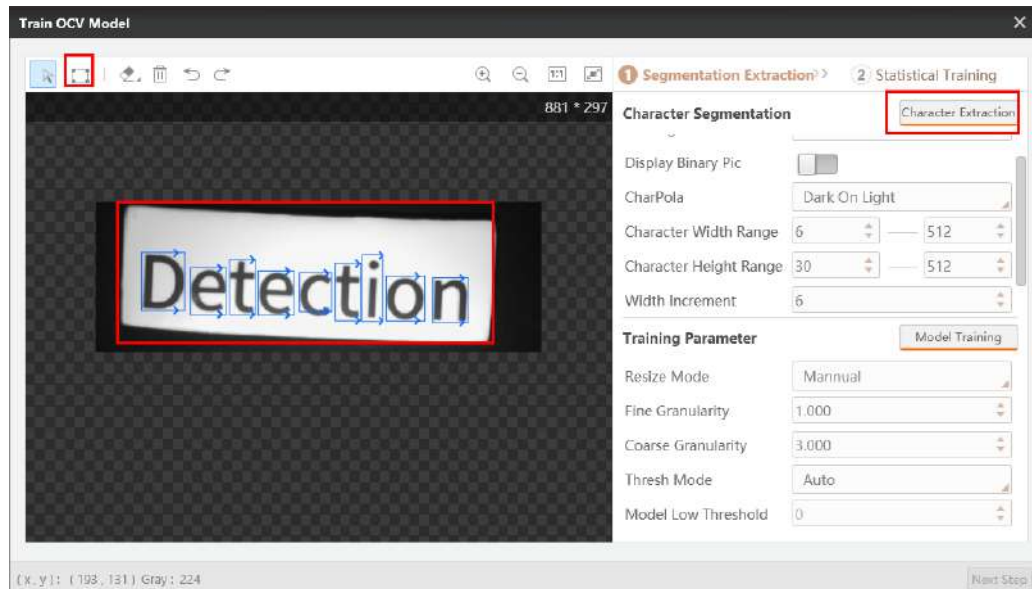 Train OCV Model
1:1
1 Segmentation Extraction >> 2 Statistical Training
881 * 297
Character Segmentation Character Extraction
Display Binary Pic
CharPola Dark On Light
Character Width Range 6 512
Character Height Range 30 512
Width Increment 6
Detection
Training Parameter Model Training
Resize Mode Mannual
Fine Granularity 1.000
Coarse Granularity 3.000
Thresh Mode Auto
Model Low Threshold 0
(x,y): (193,131) Gray: 224
Next Step